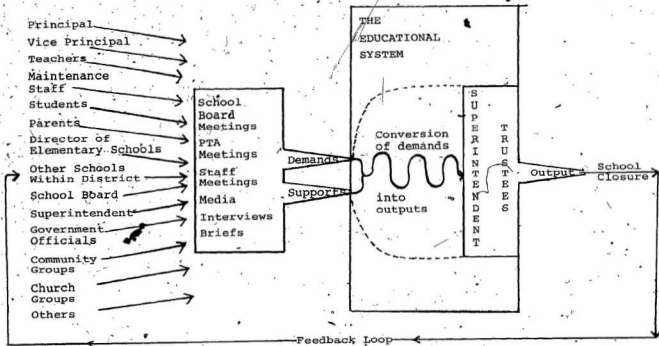 Principal
Vice Principal
Teachers
Maintenance
Staff
Students
Parents
Director of
Elementary Schools
Other Schools
Within District
School Board
Superintendent
Government
Officials
Community
Groups
Church
Groups
Others
School
Board
Meetings
PTA
Meetings
Staff
Meetings
Media
Interviews
Briefs
Demands
Supports
THE
EDUCATIONAL
SYSTEM
Conversion
of demands
into
outputs
SUPERINTENDENT
TRUSTEES
Output
School
Closure
Feedback Loop